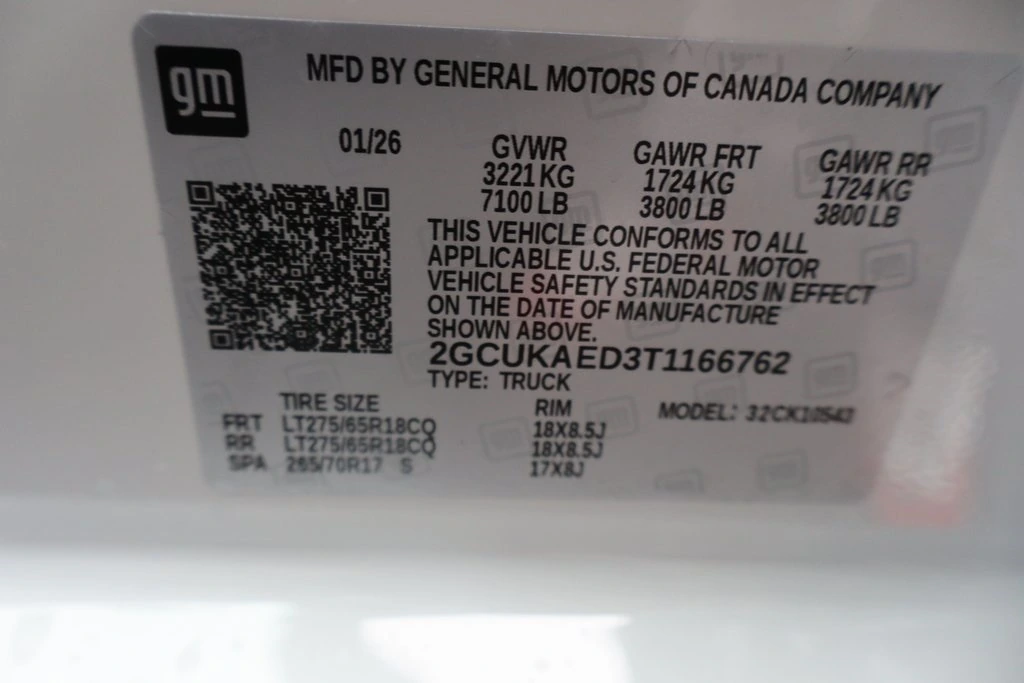 gm
MFD BY GENERAL MOTORS OF CANADA COMPANY
01/26
GVWR GAWR FRT GAWR RR
3221 KG 1724 KG 1724 KG
7100 LB 3800 LB 3800 LB
THIS VEHICLE CONFORMS TO ALL
APPLICABLE U.S. FEDERAL MOTOR
VEHICLE SAFETY STANDARDS IN EFFECT
ON THE DATE OF MANUFACTURE
SHOWN ABOVE.
2GCUKAED3T1166762
TYPE: TRUCK
TIRE SIZE RIM MODEL: 32CK10543
FRT LT275/65R18CQ 18X8.5J
RR LT275/65R18CQ 18X8.5J
SPA 265/70R17 S 17X8J